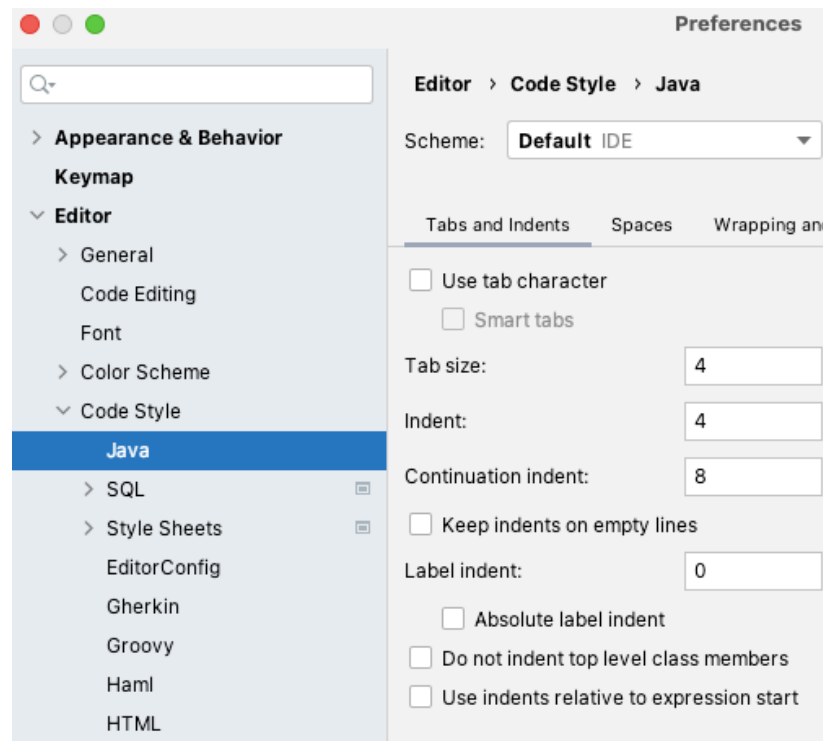 Preferences
Appearance & Behavior
Keymap
Editor
General
Code Editing
Font
Color Scheme
Code Style
Java
SQL
Style Sheets
EditorConfig
Gherkin
Groovy
Haml
HTML
Editor › Code Style › Java
Scheme: Default IDE
Tabs and Indents Spaces Wrapping an
Use tab character
Smart tabs
Tab size: 4
Indent: 4
Continuation indent: 8
Keep indents on empty lines
Label indent: 0
Absolute label indent
Do not indent top level class members
Use indents relative to expression start